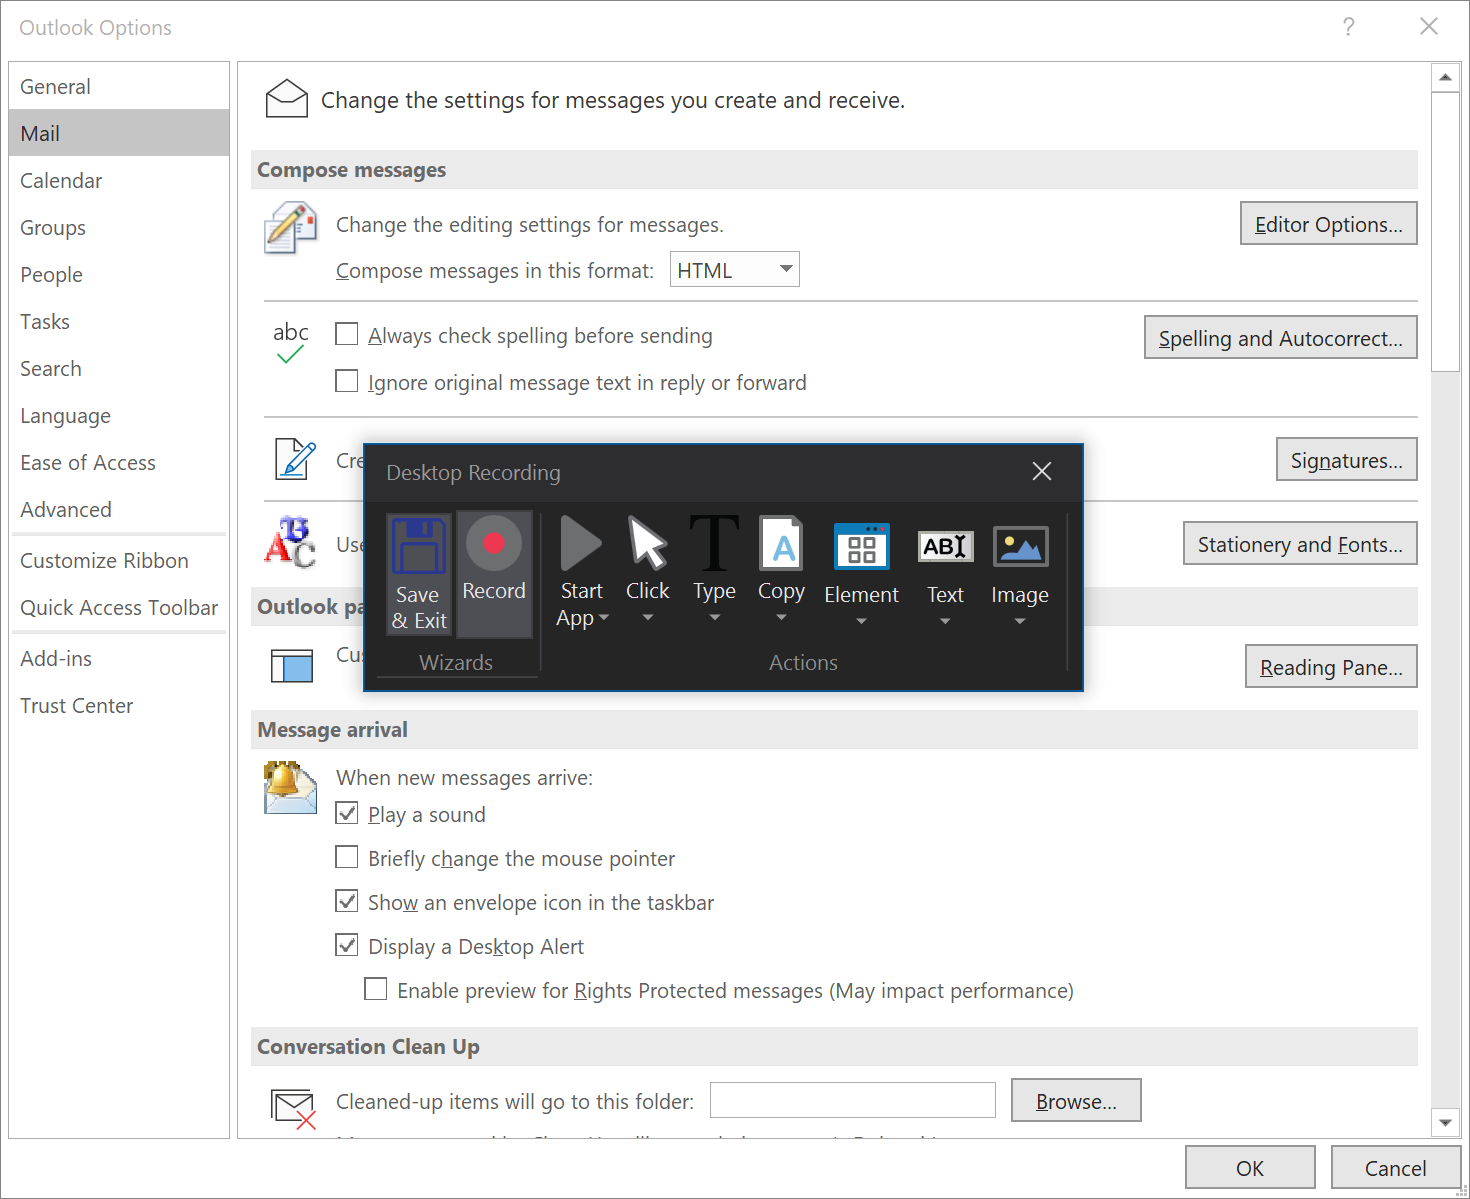 Outlook Options
General
Mail
Calendar
Groups
People
Tasks
Search
Language
Ease of Access
Advanced
Customize Ribbon
Quick Access Toolbar
Add-ins
Trust Center
Change the settings for messages you create and receive.
Compose messages
Change the editing settings for messages.
Editor Options...
Compose messages in this format:
HTML
abc
Always check spelling before sending
Spelling and Autocorrect...
Ignore original message text in reply or forward
Signatures...
Stationery and Fonts...
Outlook
Reading Pane...
Desktop Recording
Save
& Exit
Record
Wizards
Start
App
Click
Type
Copy
Element
ABI
Text
Image
Actions
Message arrival
When new messages arrive:
Play a sound
Briefly change the mouse pointer
Show an envelope icon in the taskbar
Display a Desktop Alert
Enable preview for Rights Protected messages (May impact performance)
Conversation Clean Up
Cleaned-up items will go to this folder:
Browse...
OK
Cancel